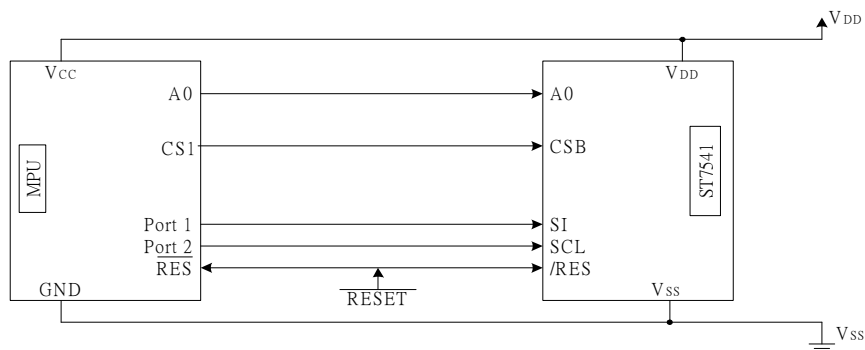 VDD
VCC
VDD
A0
A0
CS1
CSB
MPU
ST7541
Port 1
SI
Port 2
SCL
RES
/RES
RESET
GND
VSS
VSS